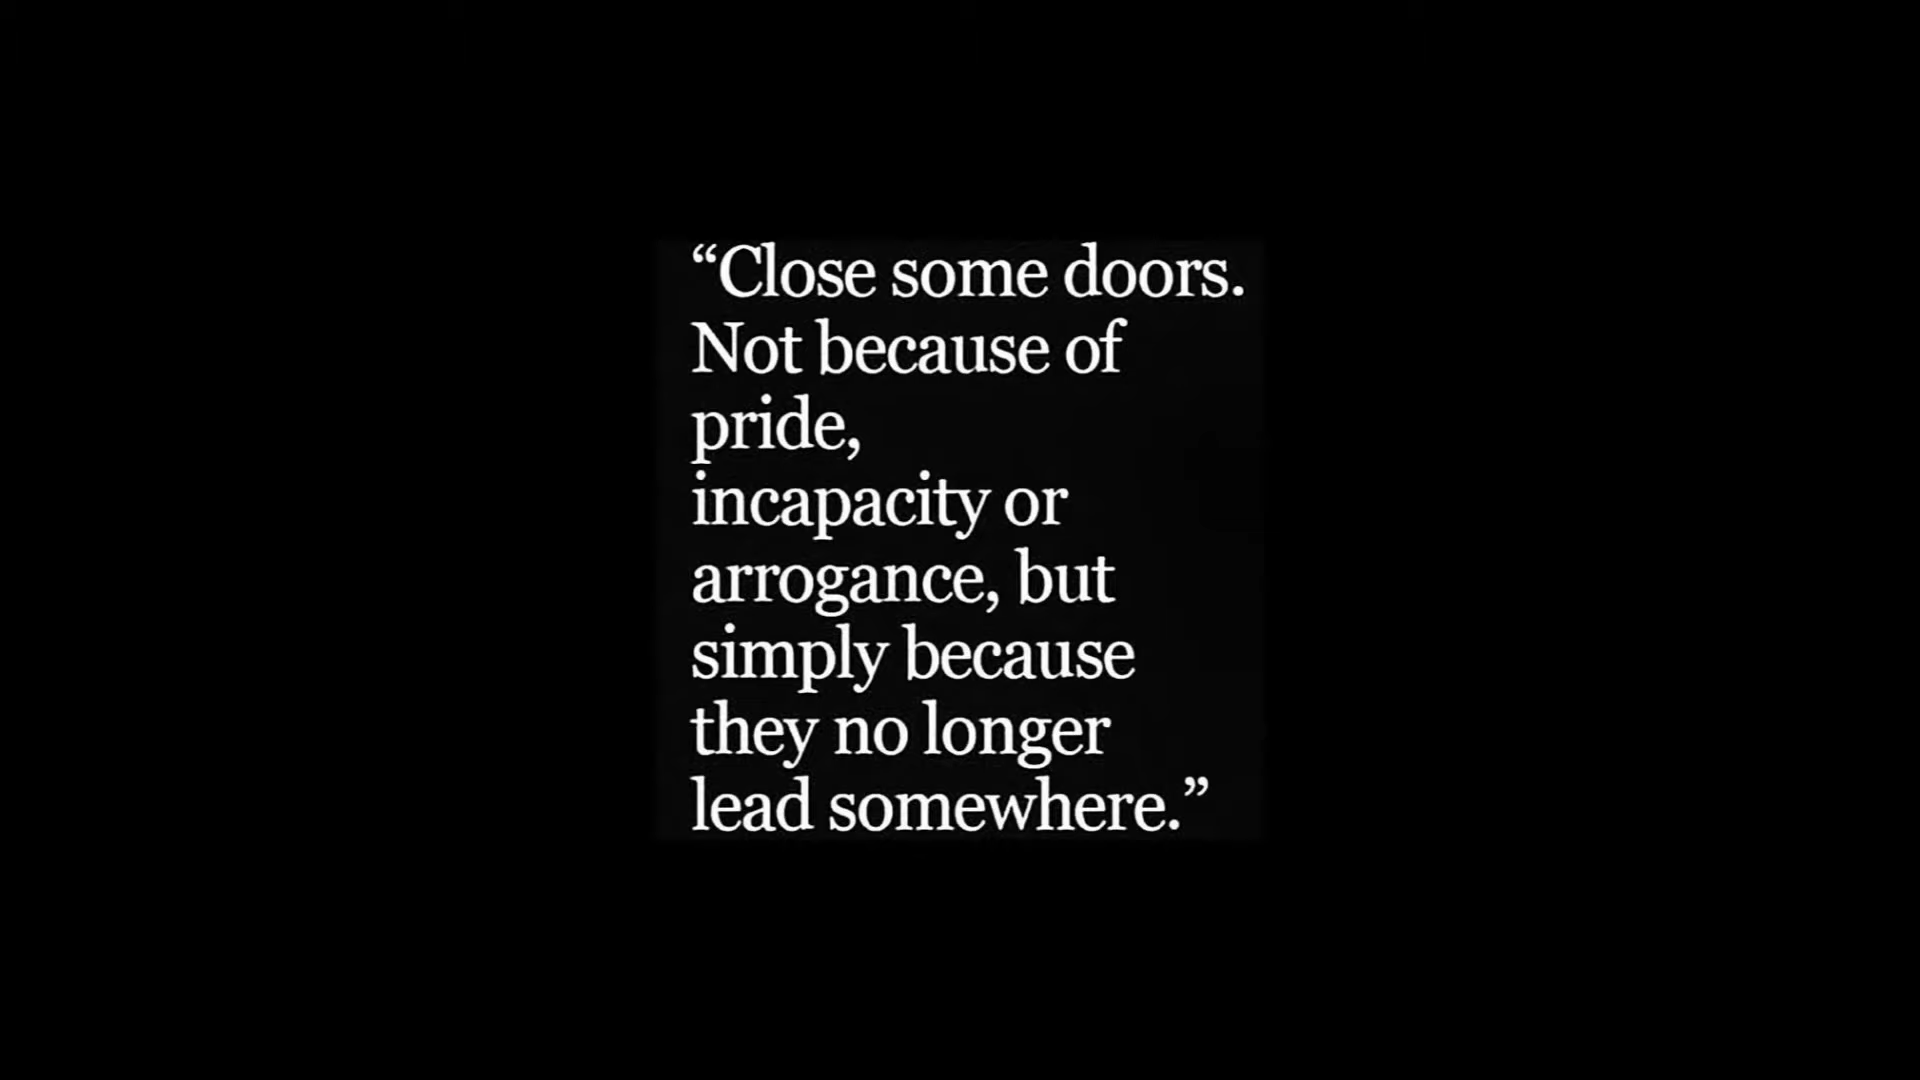 “Close some doors.
Not because of
pride,
incapacity or
arrogance, but
simply because
they no longer
lead somewhere.”